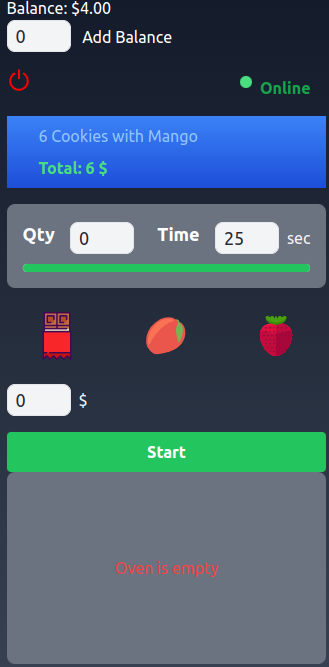 Balance: $4.00
0 Add Balance
Online
6 Cookies with Mango
Total: 6 $
Qty 0 Time 25 sec
0 $
Start
Oven is empty